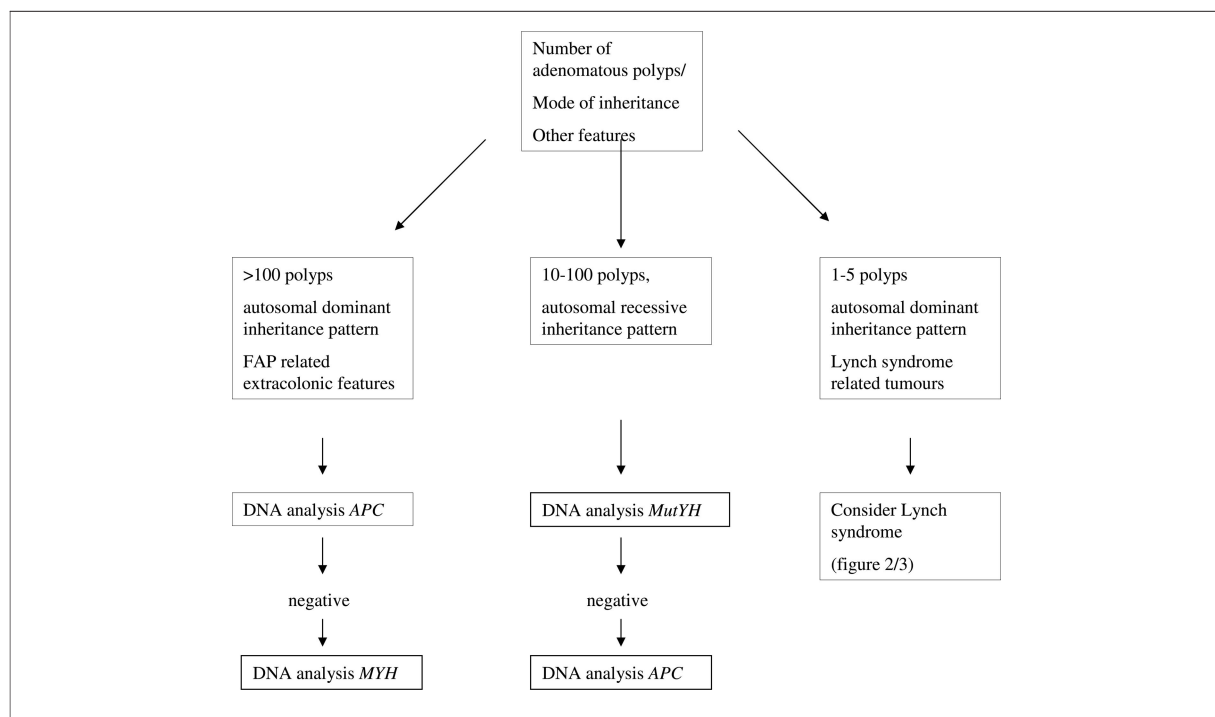 Number of
adenomatous polyps/
Mode of inheritance
Other features
>100 polyps
autosomal dominant
inheritance pattern
FAP related
extracolonic features
10-100 polyps,
autosomal recessive
inheritance pattern
1-5 polyps
autosomal dominant
inheritance pattern
Lynch syndrome
related tumours
DNA analysis APC
DNA analysis MutYH
Consider Lynch
syndrome
(figure 2/3)
negative
negative
DNA analysis MYH
DNA analysis APC